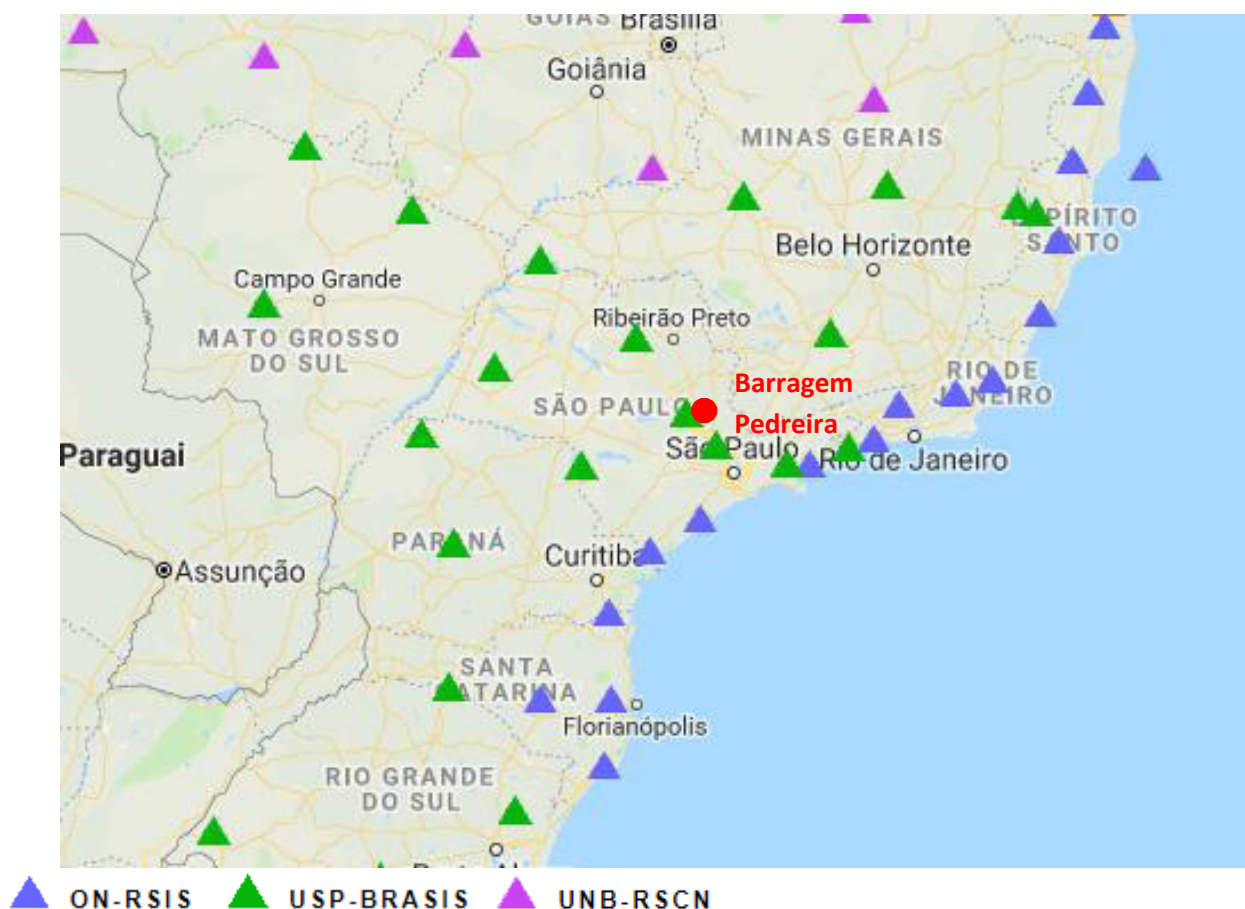 GOIÁS
Brasília
Goiânia
MINAS GERAIS
ESPÍRITO
SANTO
Belo Horizonte
Campo Grande
Ribeirão Preto
MATO GROSSO
DO SUL
RIO DE
JANEIRO
Barragem
Pedreira
SÃO PAULO
São Paulo
Rio de Janeiro
Paraguai
PARANÁ
Curitiba
Assunção
SANTA
CATARINA
Florianópolis
RIO GRANDE
DO SUL
ON-RSIS USP-BRASIS UNB-RSCN